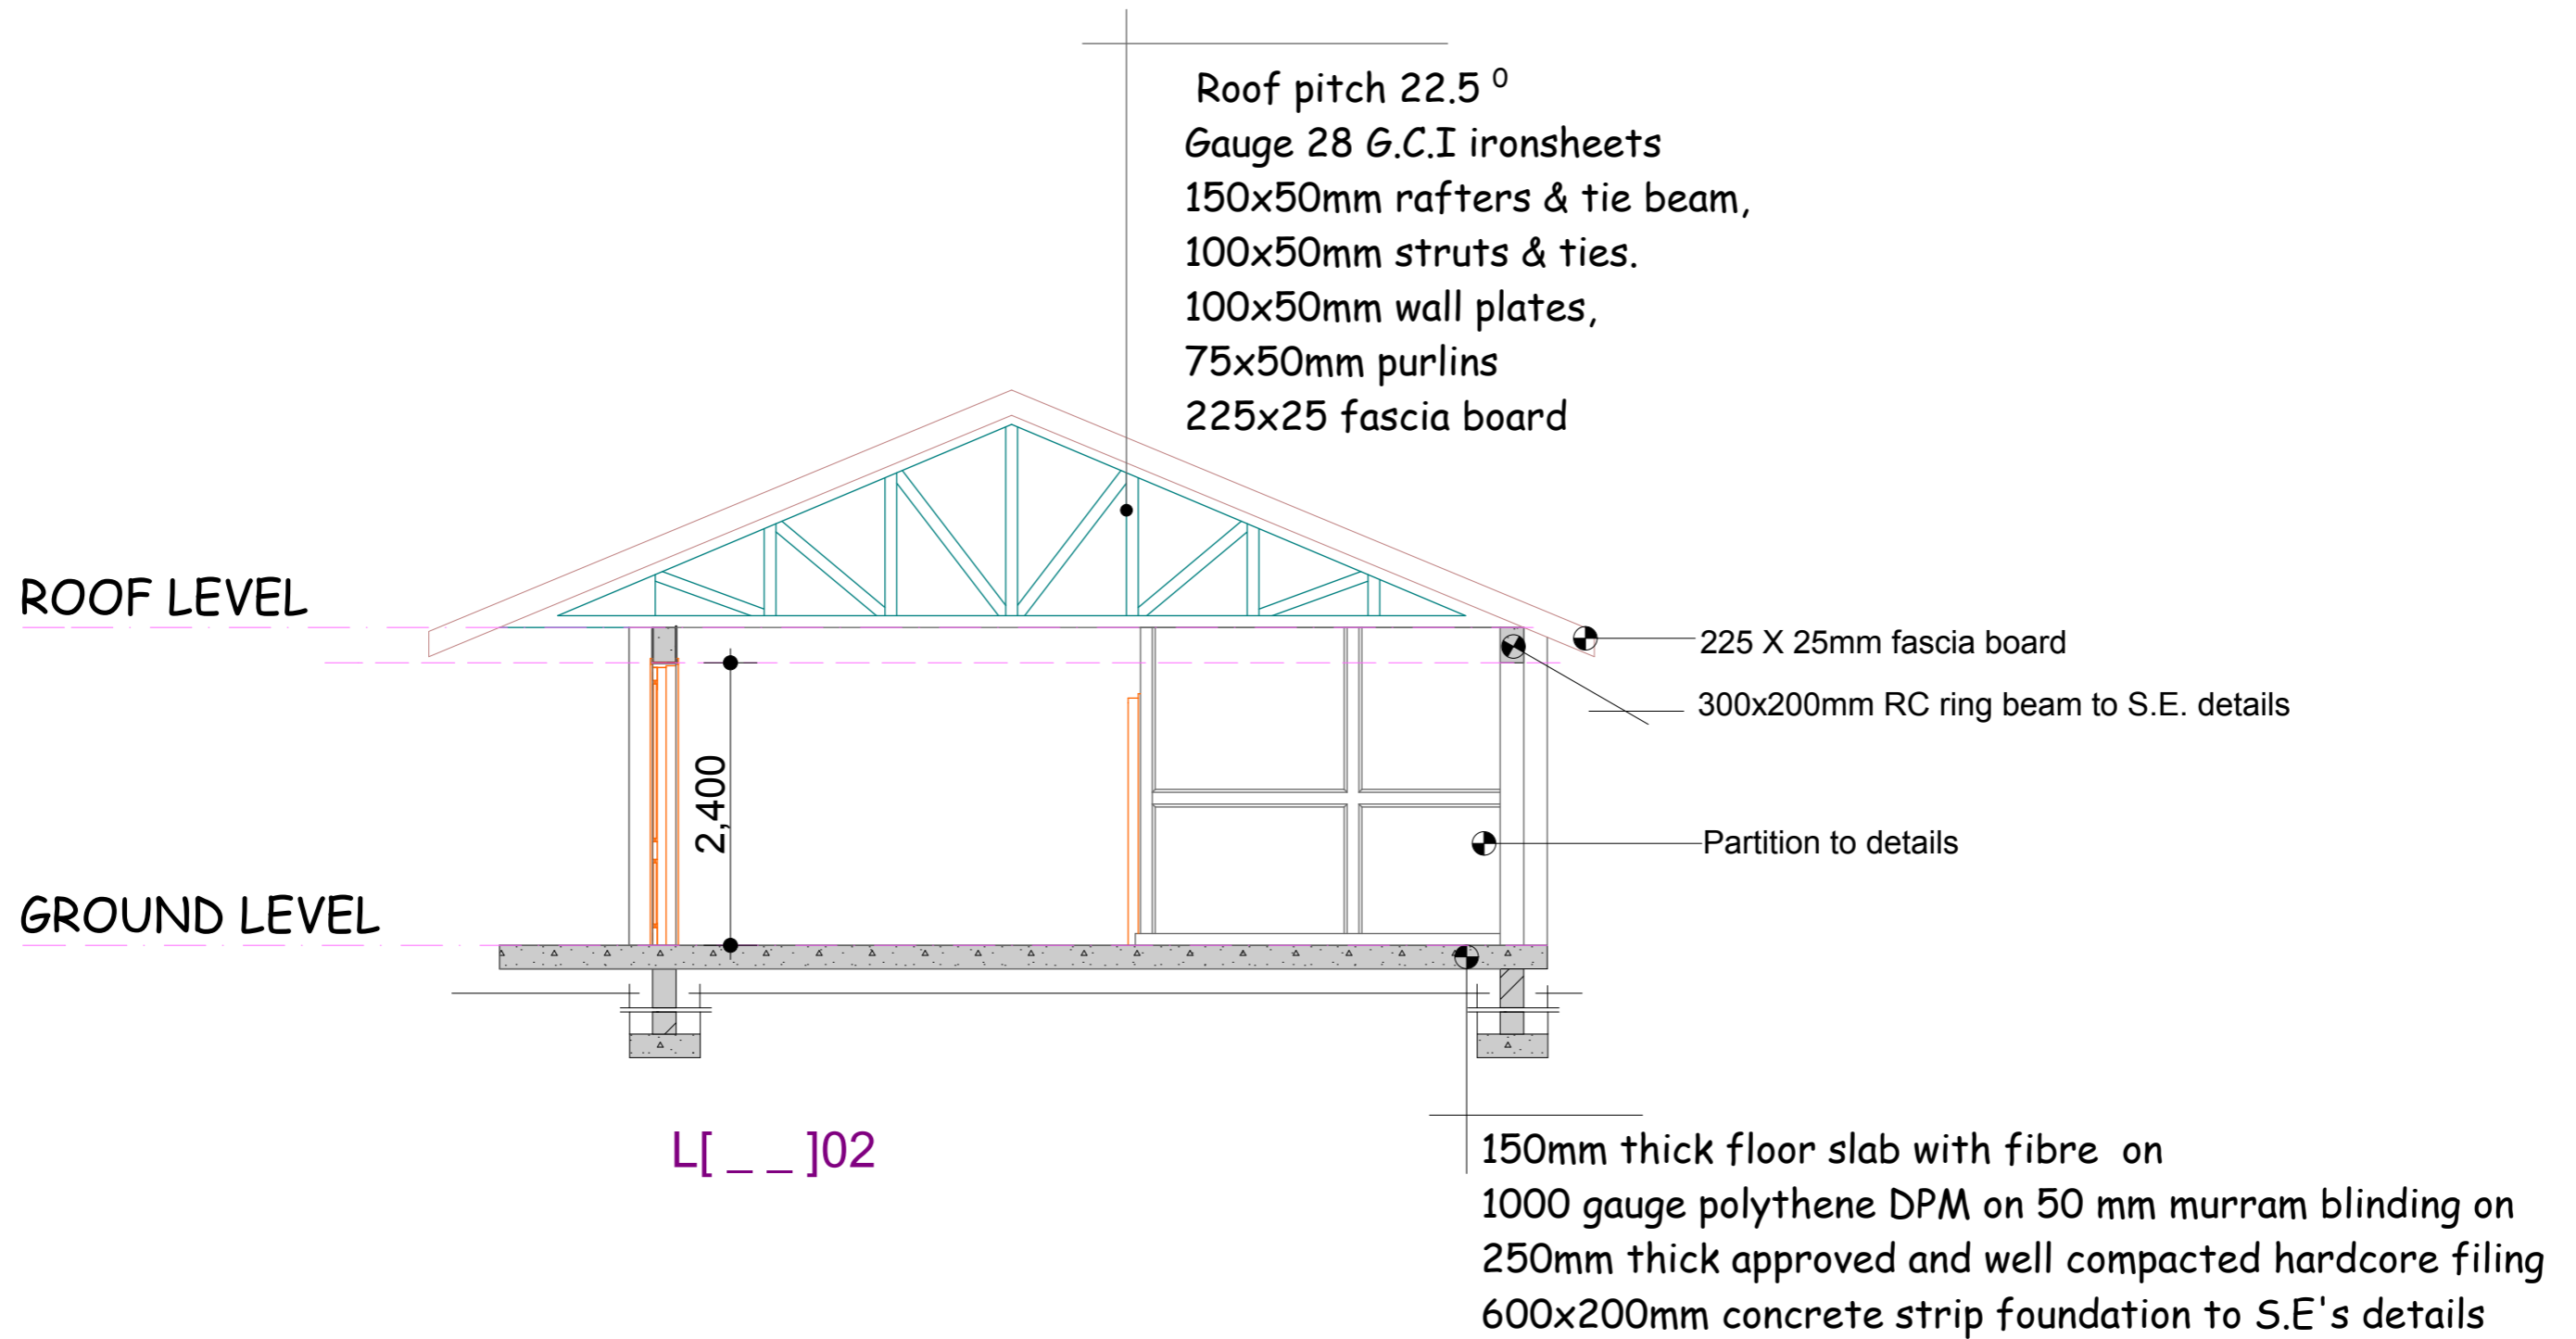 Roof pitch 22.5 0
Gauge 28 G.C.I ironsheets
150x50mm rafters & tie beam,
100x50mm struts & ties.
100x50mm wall plates,
75x50mm purlins
225x25 fascia board
ROOF LEVEL
225 X 25mm fascia board
300x200mm RC ring beam to S.E. details
2,400
Partition to details
GROUND LEVEL
L[ _ _ ]02
150mm thick floor slab with fibre on
1000 gauge polythene DPM on 50 mm murram blinding on
250mm thick approved and well compacted hardcore filing
600x200mm concrete strip foundation to S.E's details